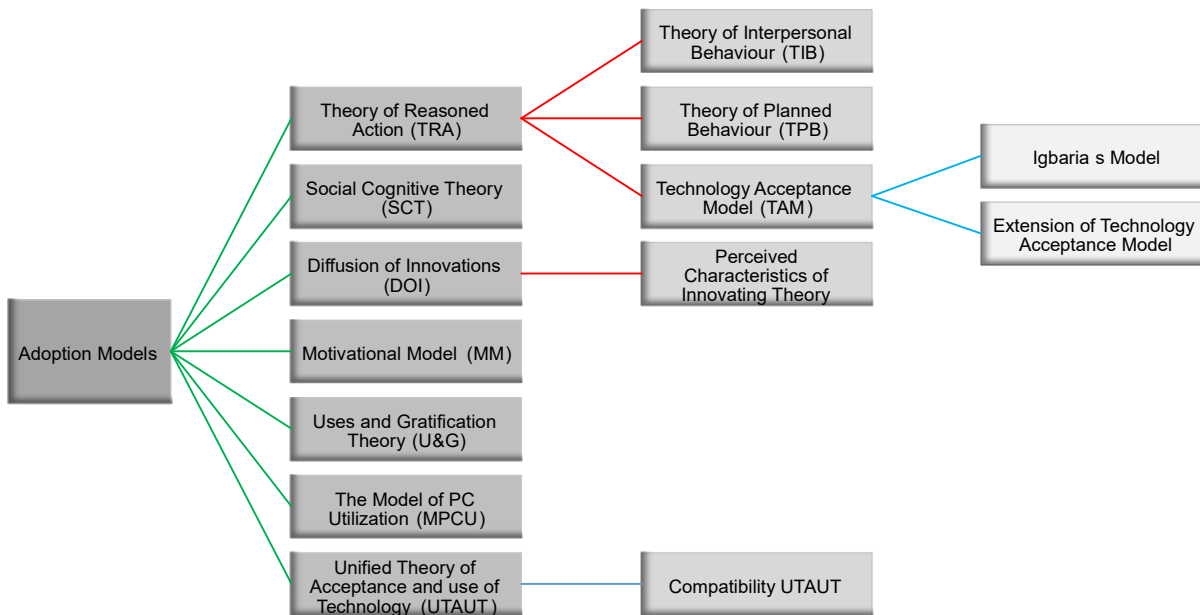 Adoption Models
Theory of Reasoned
Action (TRA)
Social Cognitive Theory
(SCT)
Diffusion of Innovations
(DOI)
Motivational Model (MM)
Uses and Gratification
Theory (U&G)
The Model of PC
Utilization (MPCU)
Unified Theory of
Acceptance and use of
Technology (UTAUT)
Theory of Interpersonal
Behaviour (TIB)
Theory of Planned
Behaviour (TPB)
Technology Acceptance
Model (TAM)
Perceived
Characteristics of
Innovating Theory
Compatibility UTAUT
Igbaria s Model
Extension of Technology
Acceptance Model